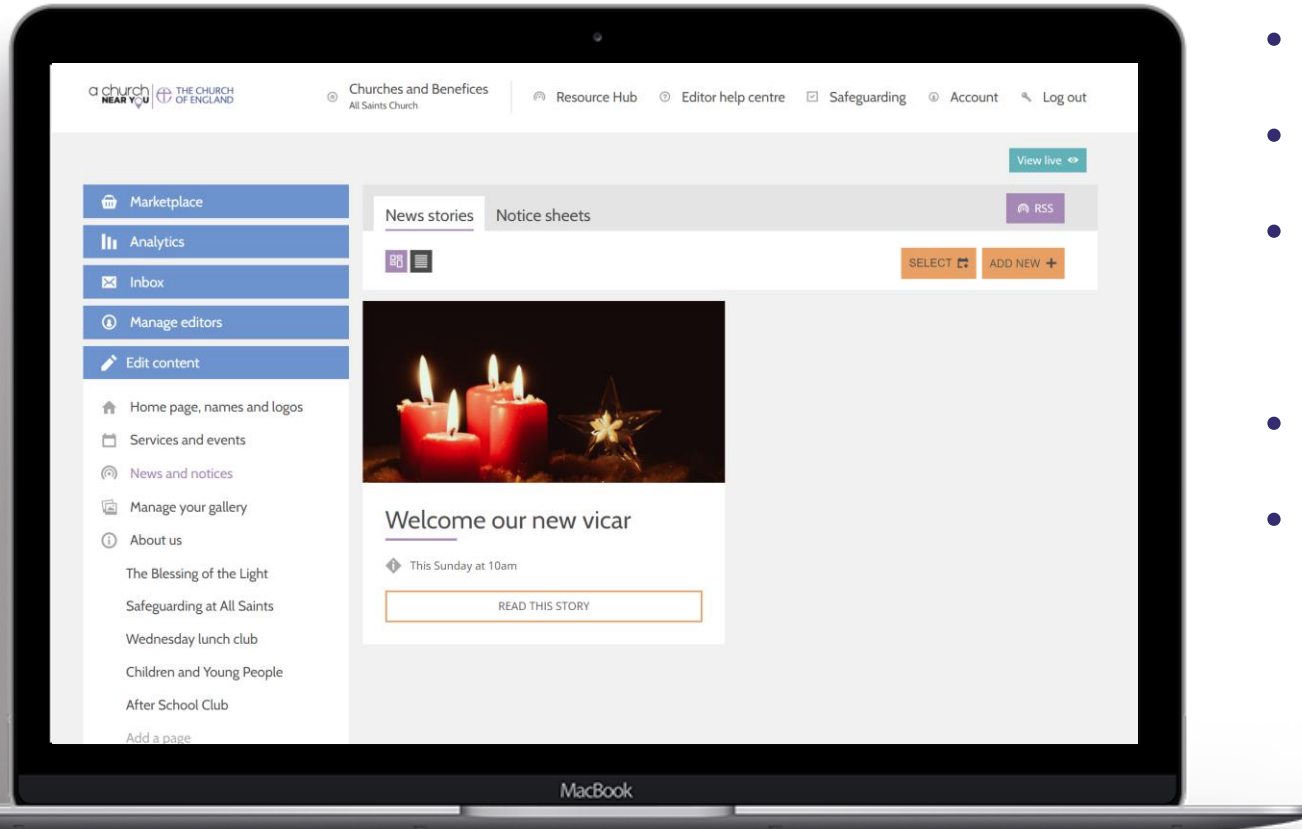 a church NEAR YOU THE CHURCH OF ENGLAND
Churches and Benefices
All Saints Church
Resource Hub
Editor help centre
Safeguarding
Account
Log out
View live
Marketplace
Analytics
Inbox
Manage editors
Edit content
Home page, names and logos
Services and events
News and notices
Manage your gallery
About us
The Blessing of the Light
Safeguarding at All Saints
Wednesday lunch club
Children and Young People
After School Club
Add a page
News stories
Notice sheets
RSS
SELECT
ADD NEW
Welcome our new vicar
This Sunday at 10am
READ THIS STORY
MacBook